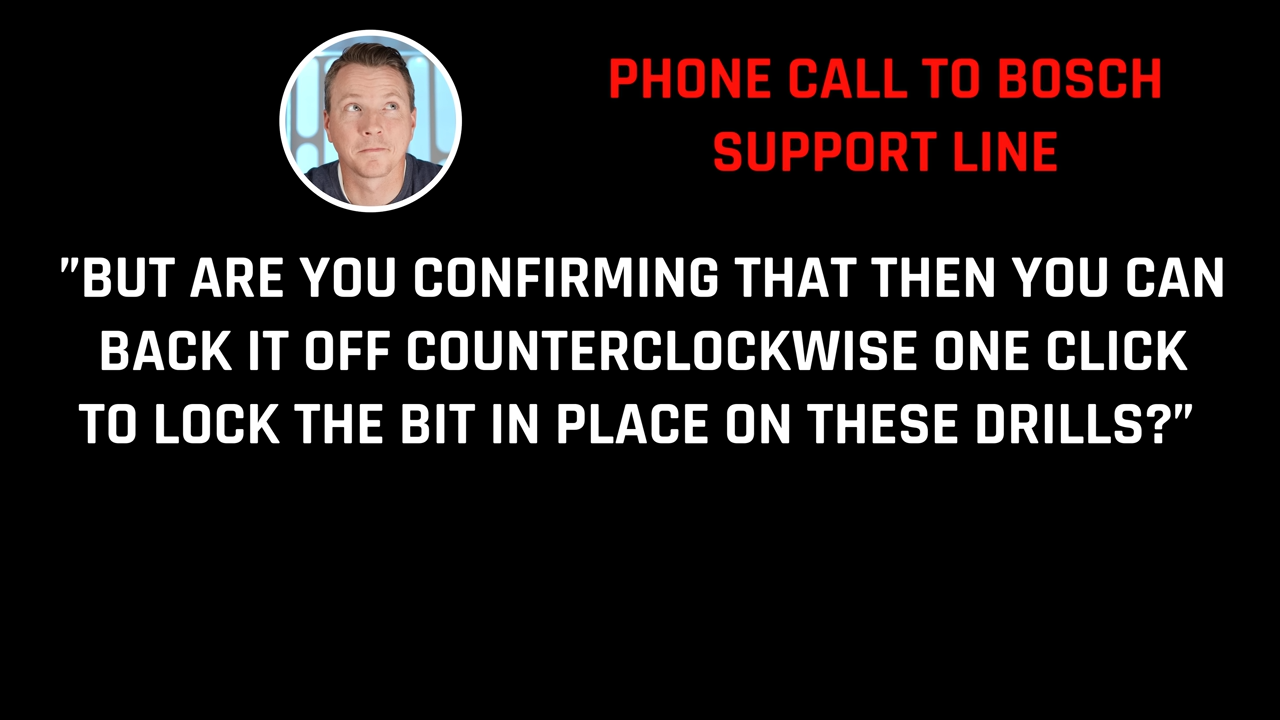 PHONE CALL TO BOSCH
SUPPORT LINE
"BUT ARE YOU CONFIRMING THAT THEN YOU CAN
BACK IT OFF COUNTERCLOCKWISE ONE CLICK
TO LOCK THE BIT IN PLACE ON THESE DRILLS?"